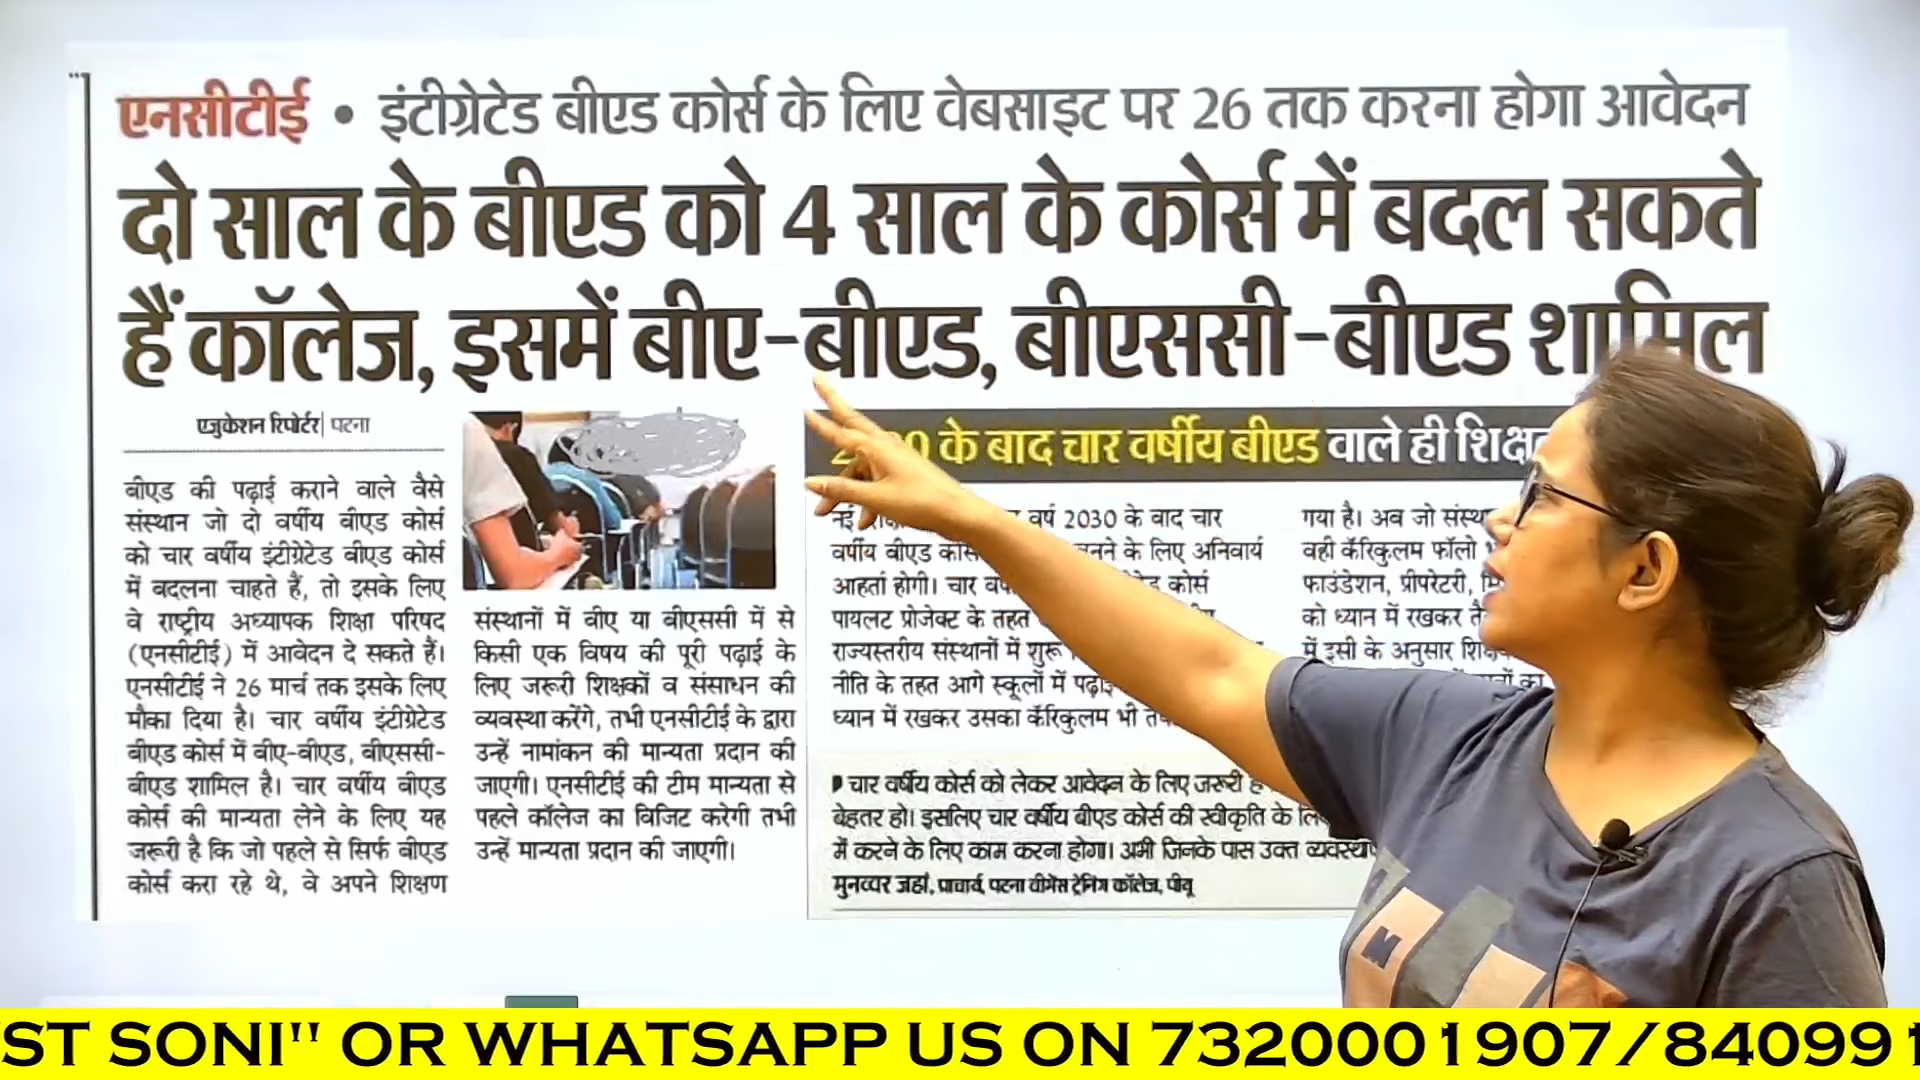 एनसीटीई • इंटीग्रेटेड बीएड कोर्स के लिए वेबसाइट पर 26 तक करना होगा आवेदन
दो साल के बीएड को 4 साल के कोर्स में बदल सकते
हैं कॉलेज, इसमें बीए-बीएड, बीएससी-बीएड शामिल
एजुकेशन रिपोर्टर| पटना
बीएड की पढ़ाई कराने वाले वैसे
संस्थान जो दो वर्षीय बीएड कोर्स
को चार वर्षीय इंटीग्रेटेड बीएड कोर्स
में बदलना चाहते हैं, तो इसके लिए
वे राष्ट्रीय अध्यापक शिक्षा परिषद
(एनसीटीई) में आवेदन दे सकते हैं।
एनसीटीई ने 26 मार्च तक इसके लिए
मौका दिया है। चार वर्षीय इंटीग्रेटेड
बीएड कोर्स में बीए-बीएड, बीएससी-
बीएड शामिल है। चार वर्षीय बीएड
कोर्स की मान्यता लेने के लिए यह
जरूरी है कि जो पहले से सिर्फ बीएड
कोर्स करा रहे थे, वे अपने शिक्षण
संस्थानों में बीए या बीएससी में से
किसी एक विषय की पूरी पढ़ाई के
लिए जरूरी शिक्षकों व संसाधन की
व्यवस्था करेंगे, तभी एनसीटीई के द्वारा
उन्हें नामांकन की मान्यता प्रदान की
जाएगी। एनसीटीई की टीम मान्यता से
पहले कॉलेज का विजिट करेगी तभी
उन्हें मान्यता प्रदान की जाएगी।
के बाद चार वर्षीय बीएड वाले ही
नई वर्ष 2030 के बाद चार
वर्षीय बीएड के लिए अनिवार्य
आहर्ता होगी। चार कोर्स
पायलट प्रोजेक्ट के तहत
राज्यस्तरीय संस्थानों में शुरू
नीति के तहत आगे स्कूलों में
ध्यान में रखकर उसका कॅरिकुलम भी
गया है। अब जो
वही कॅरिकुलम फॉलो
फाउंडेशन, प्रीपरेटरी,
को ध्यान में रखकर
में इसी के अनुसार
का
चार वर्षीय कोर्स को लेकर आवेदन के लिए जरूरी
बेहतर हो। इसलिए चार वर्षीय बीएड कोर्स की स्वीकृति के
में करने के लिए काम करना होगा। अभी जिनके पास उक्त
मुनव्वर जहां, प्राचार्य, पटना वीमेंस ट्रेनिंग कॉलेज, पीयू
ST SONI" OR WHATSAPP US ON 7320001907/840991